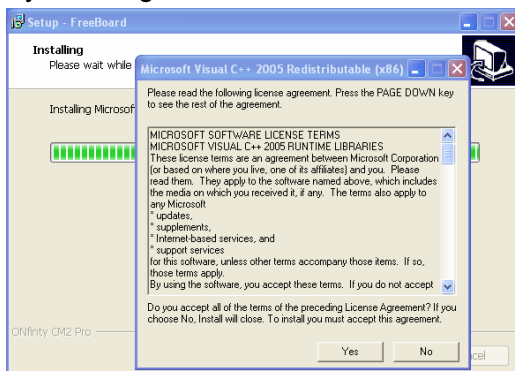 Setup - FreeBoard
Installing
Please wait while
Installing Microsof
Microsoft Visual C++ 2005 Redistributable (x86)
Please read the following license agreement. Press the PAGE DOWN key
to see the rest of the agreement.
MICROSOFT SOFTWARE LICENSE TERMS
MICROSOFT VISUAL C++ 2005 RUNTIME LIBRARIES
These license terms are an agreement between Microsoft Corporation
(or based on where you live, one of its affiliates) and you. Please
read them. They apply to the software named above, which includes
the media on which you received it, if any. The terms also apply to
any Microsoft
* updates,
* supplements,
* Internet-based services, and
* support services
for this software, unless other terms accompany those items. If so,
those terms apply.
By using the software, you accept these terms. If you do not accept
Do you accept all of the terms of the preceding License Agreement? If you
choose No, Install will close. To install you must accept this agreement.
ONfinty CM2 Pro
Yes
No
cel